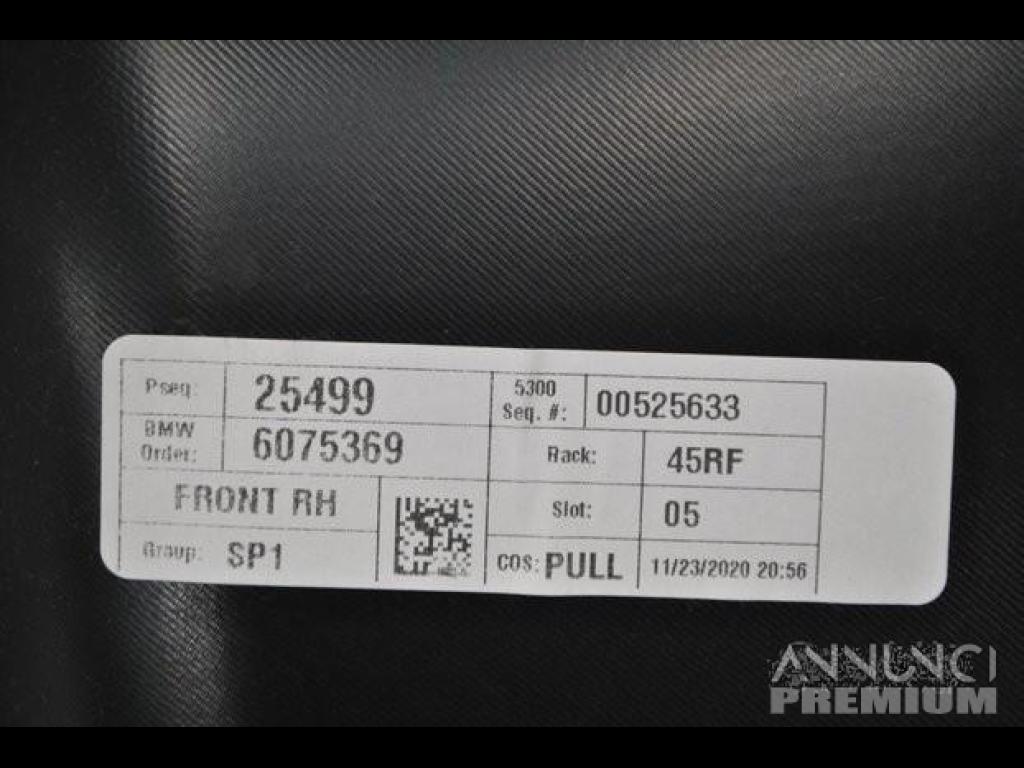 Pseq: 25499
5300 Seq. #: 00525633
BMW Order: 6075369
Rack: 45RF
FRONT RH
Slot: 05
Group: SP1
COS: PULL 11/23/2020 20:56
ANNUNCI
PREMIUM